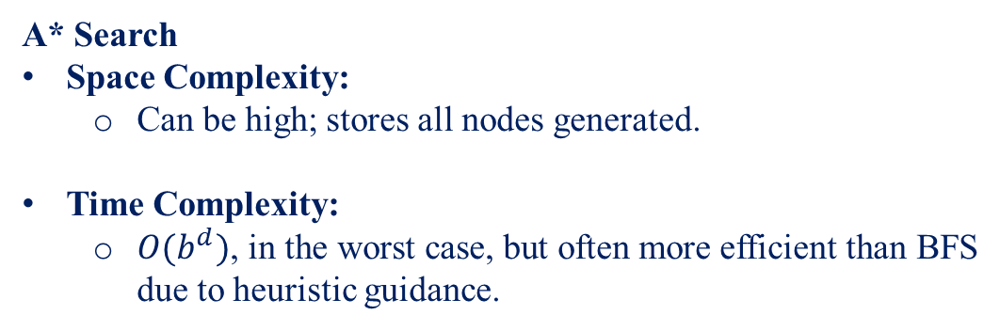 A* Search
• Space Complexity:
o Can be high; stores all nodes generated.
• Time Complexity:
o O(b^d), in the worst case, but often more efficient than BFS
due to heuristic guidance.